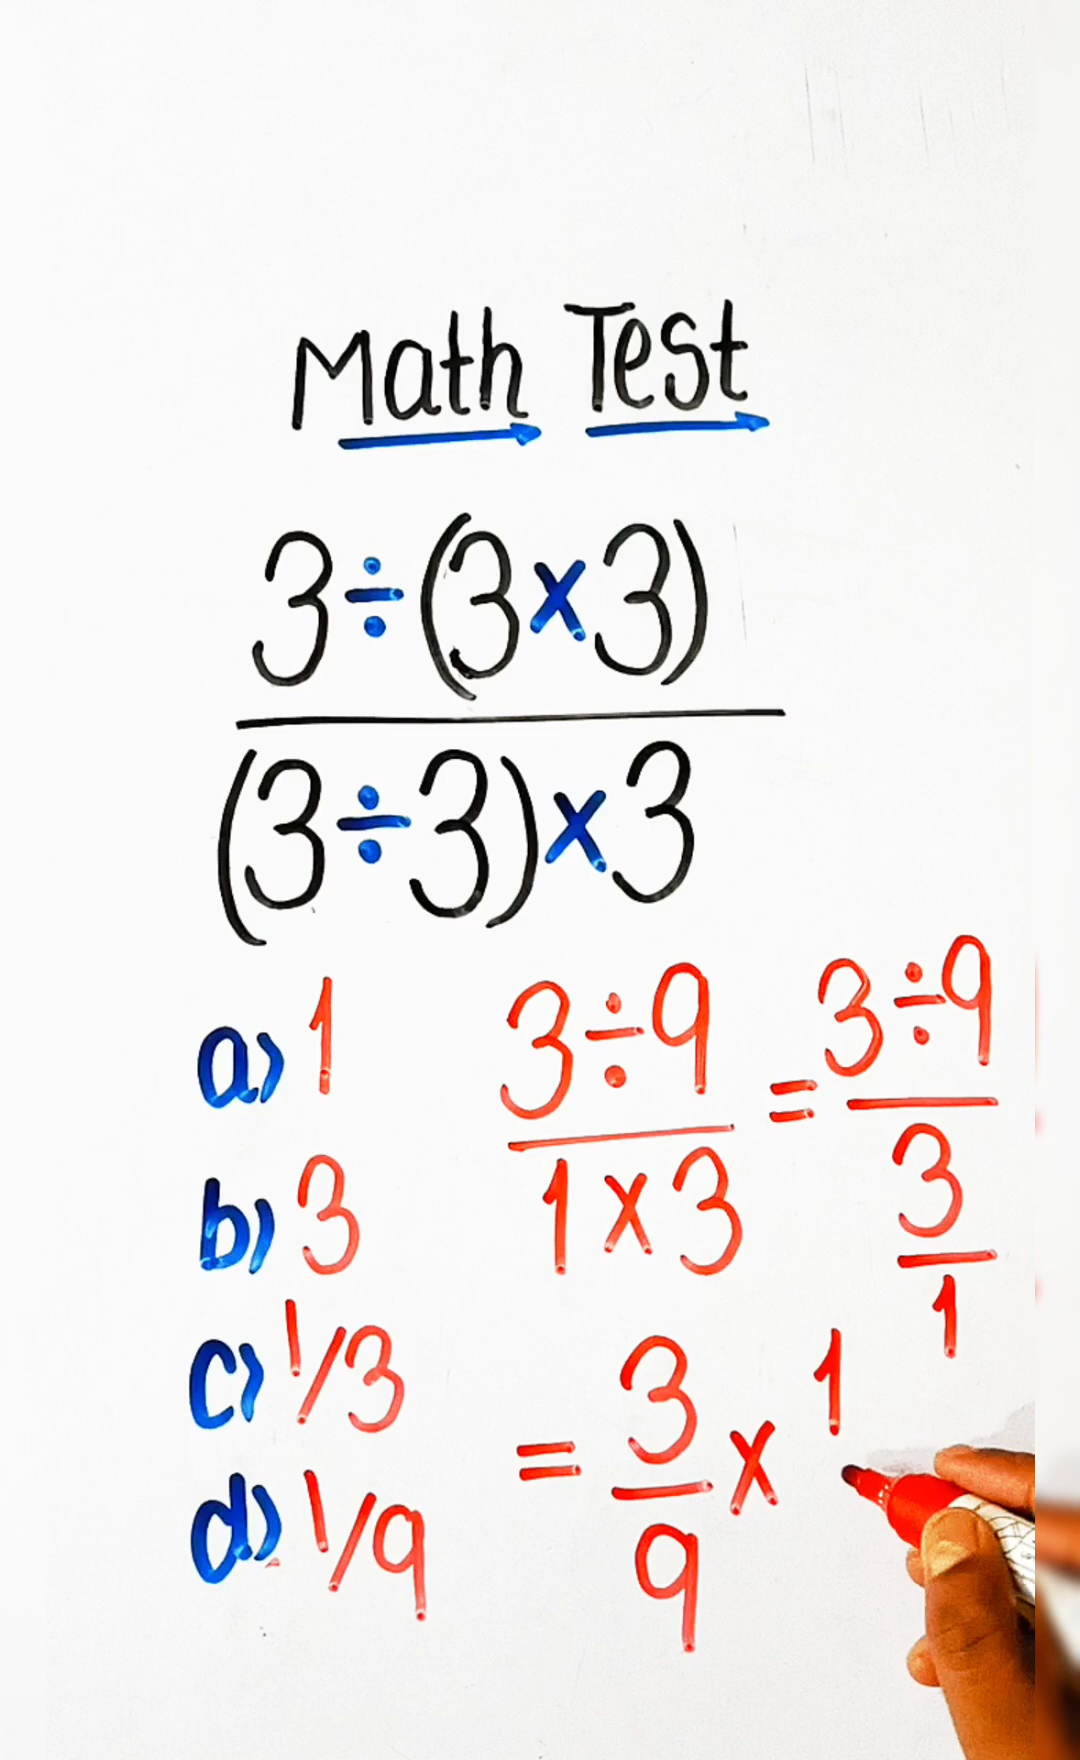 Math Test
3÷(3×3)
(3÷3)×3
a) 1
b) 3
c) 1/3
d) 1/9
3÷9
1×3
= 3÷9
3
1
= 3
9
× 1